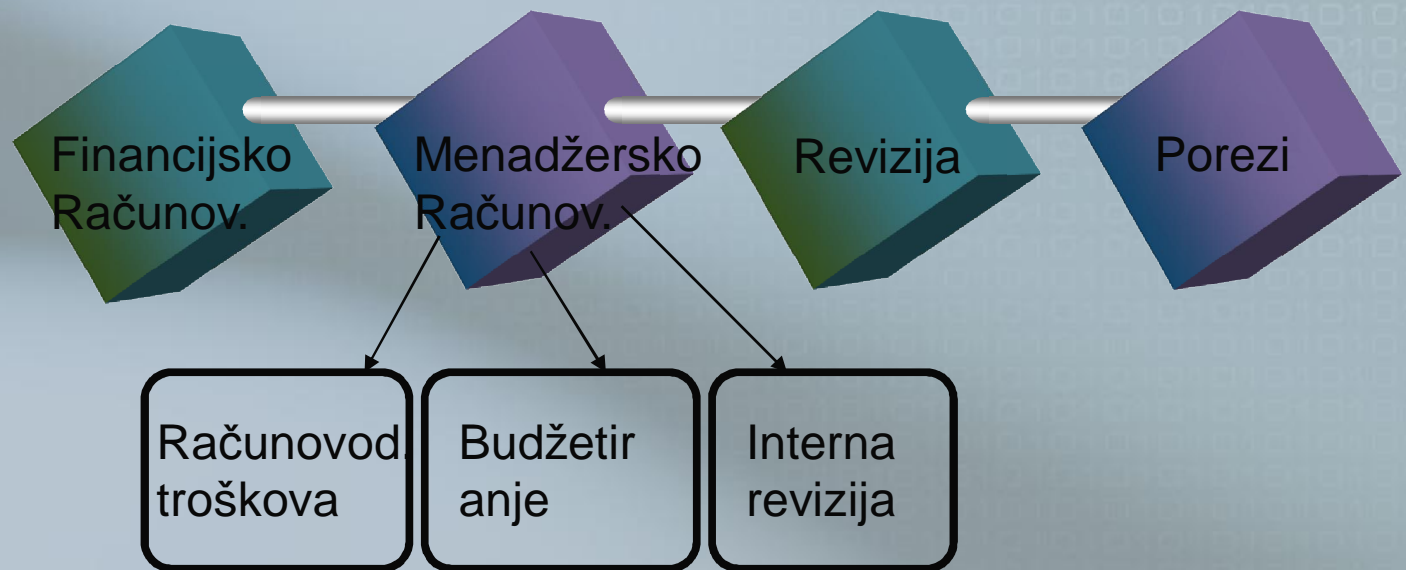 Financijsko
Računov.
Menadžersko
Računov.
Revizija
Porezi
Računovod.
troškova
Budžetir
anje
Interna
revizija